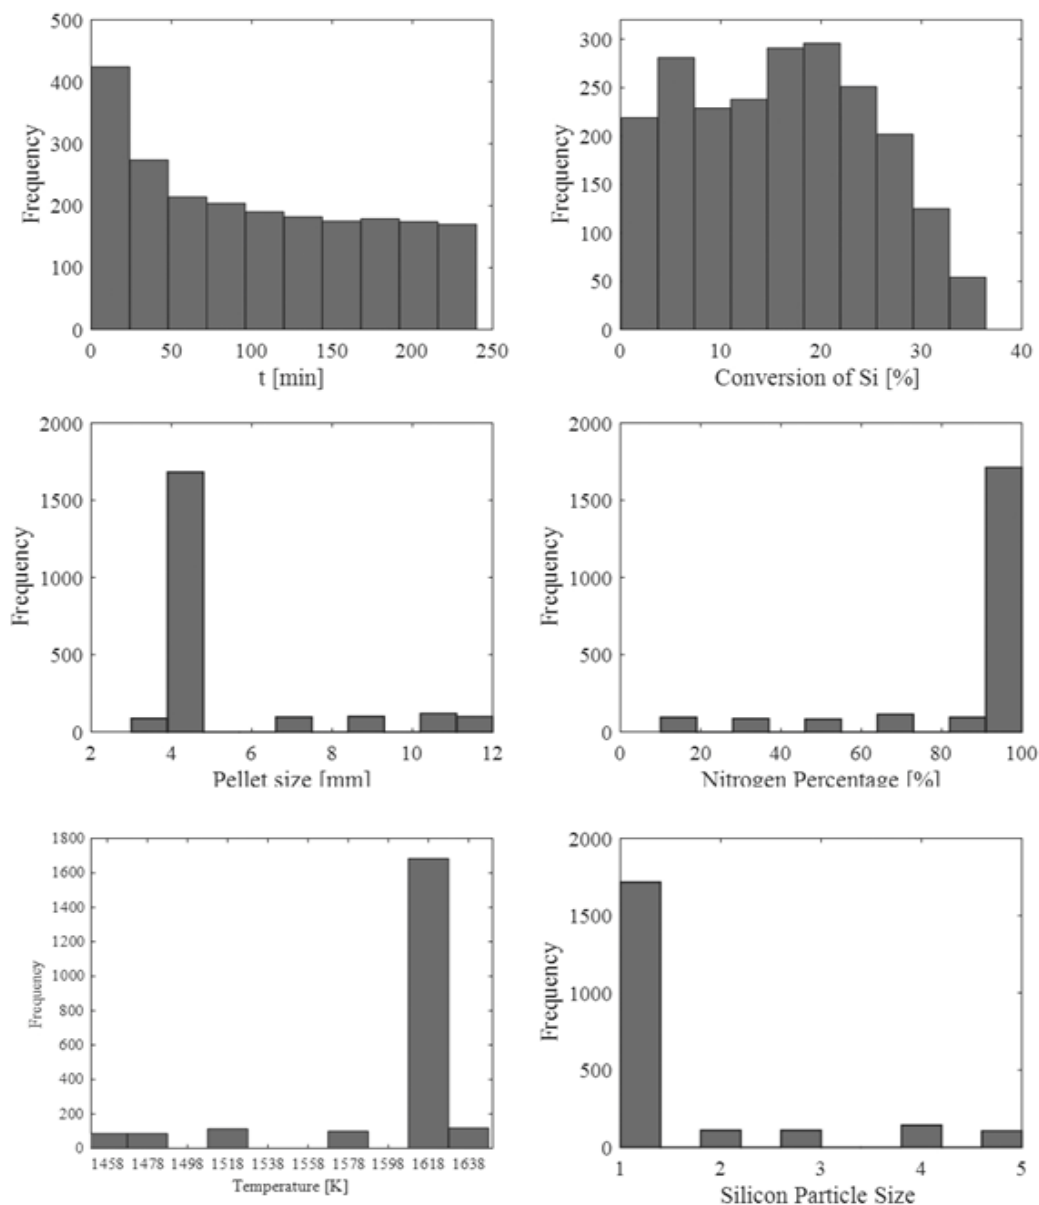 500
400
300
200
100
0
Frequency
0 50 100 150 200 250
t [min]
300
250
200
150
100
50
0
Frequency
0 10 20 30 40
Conversion of Si [%]
2000
1500
1000
500
0
Frequency
2 4 6 8 10 12
Pellet size [mm]
2000
1500
1000
500
0
Frequency
0 20 40 60 80 100
Nitrogen Percentage [%]
1800
1600
1400
1200
1000
800
600
400
200
0
Frequency
1458 1478 1498 1518 1538 1558 1578 1598 1618 1638
Temperature [K]
2000
1500
1000
500
0
Frequency
1 2 3 4 5
Silicon Particle Size